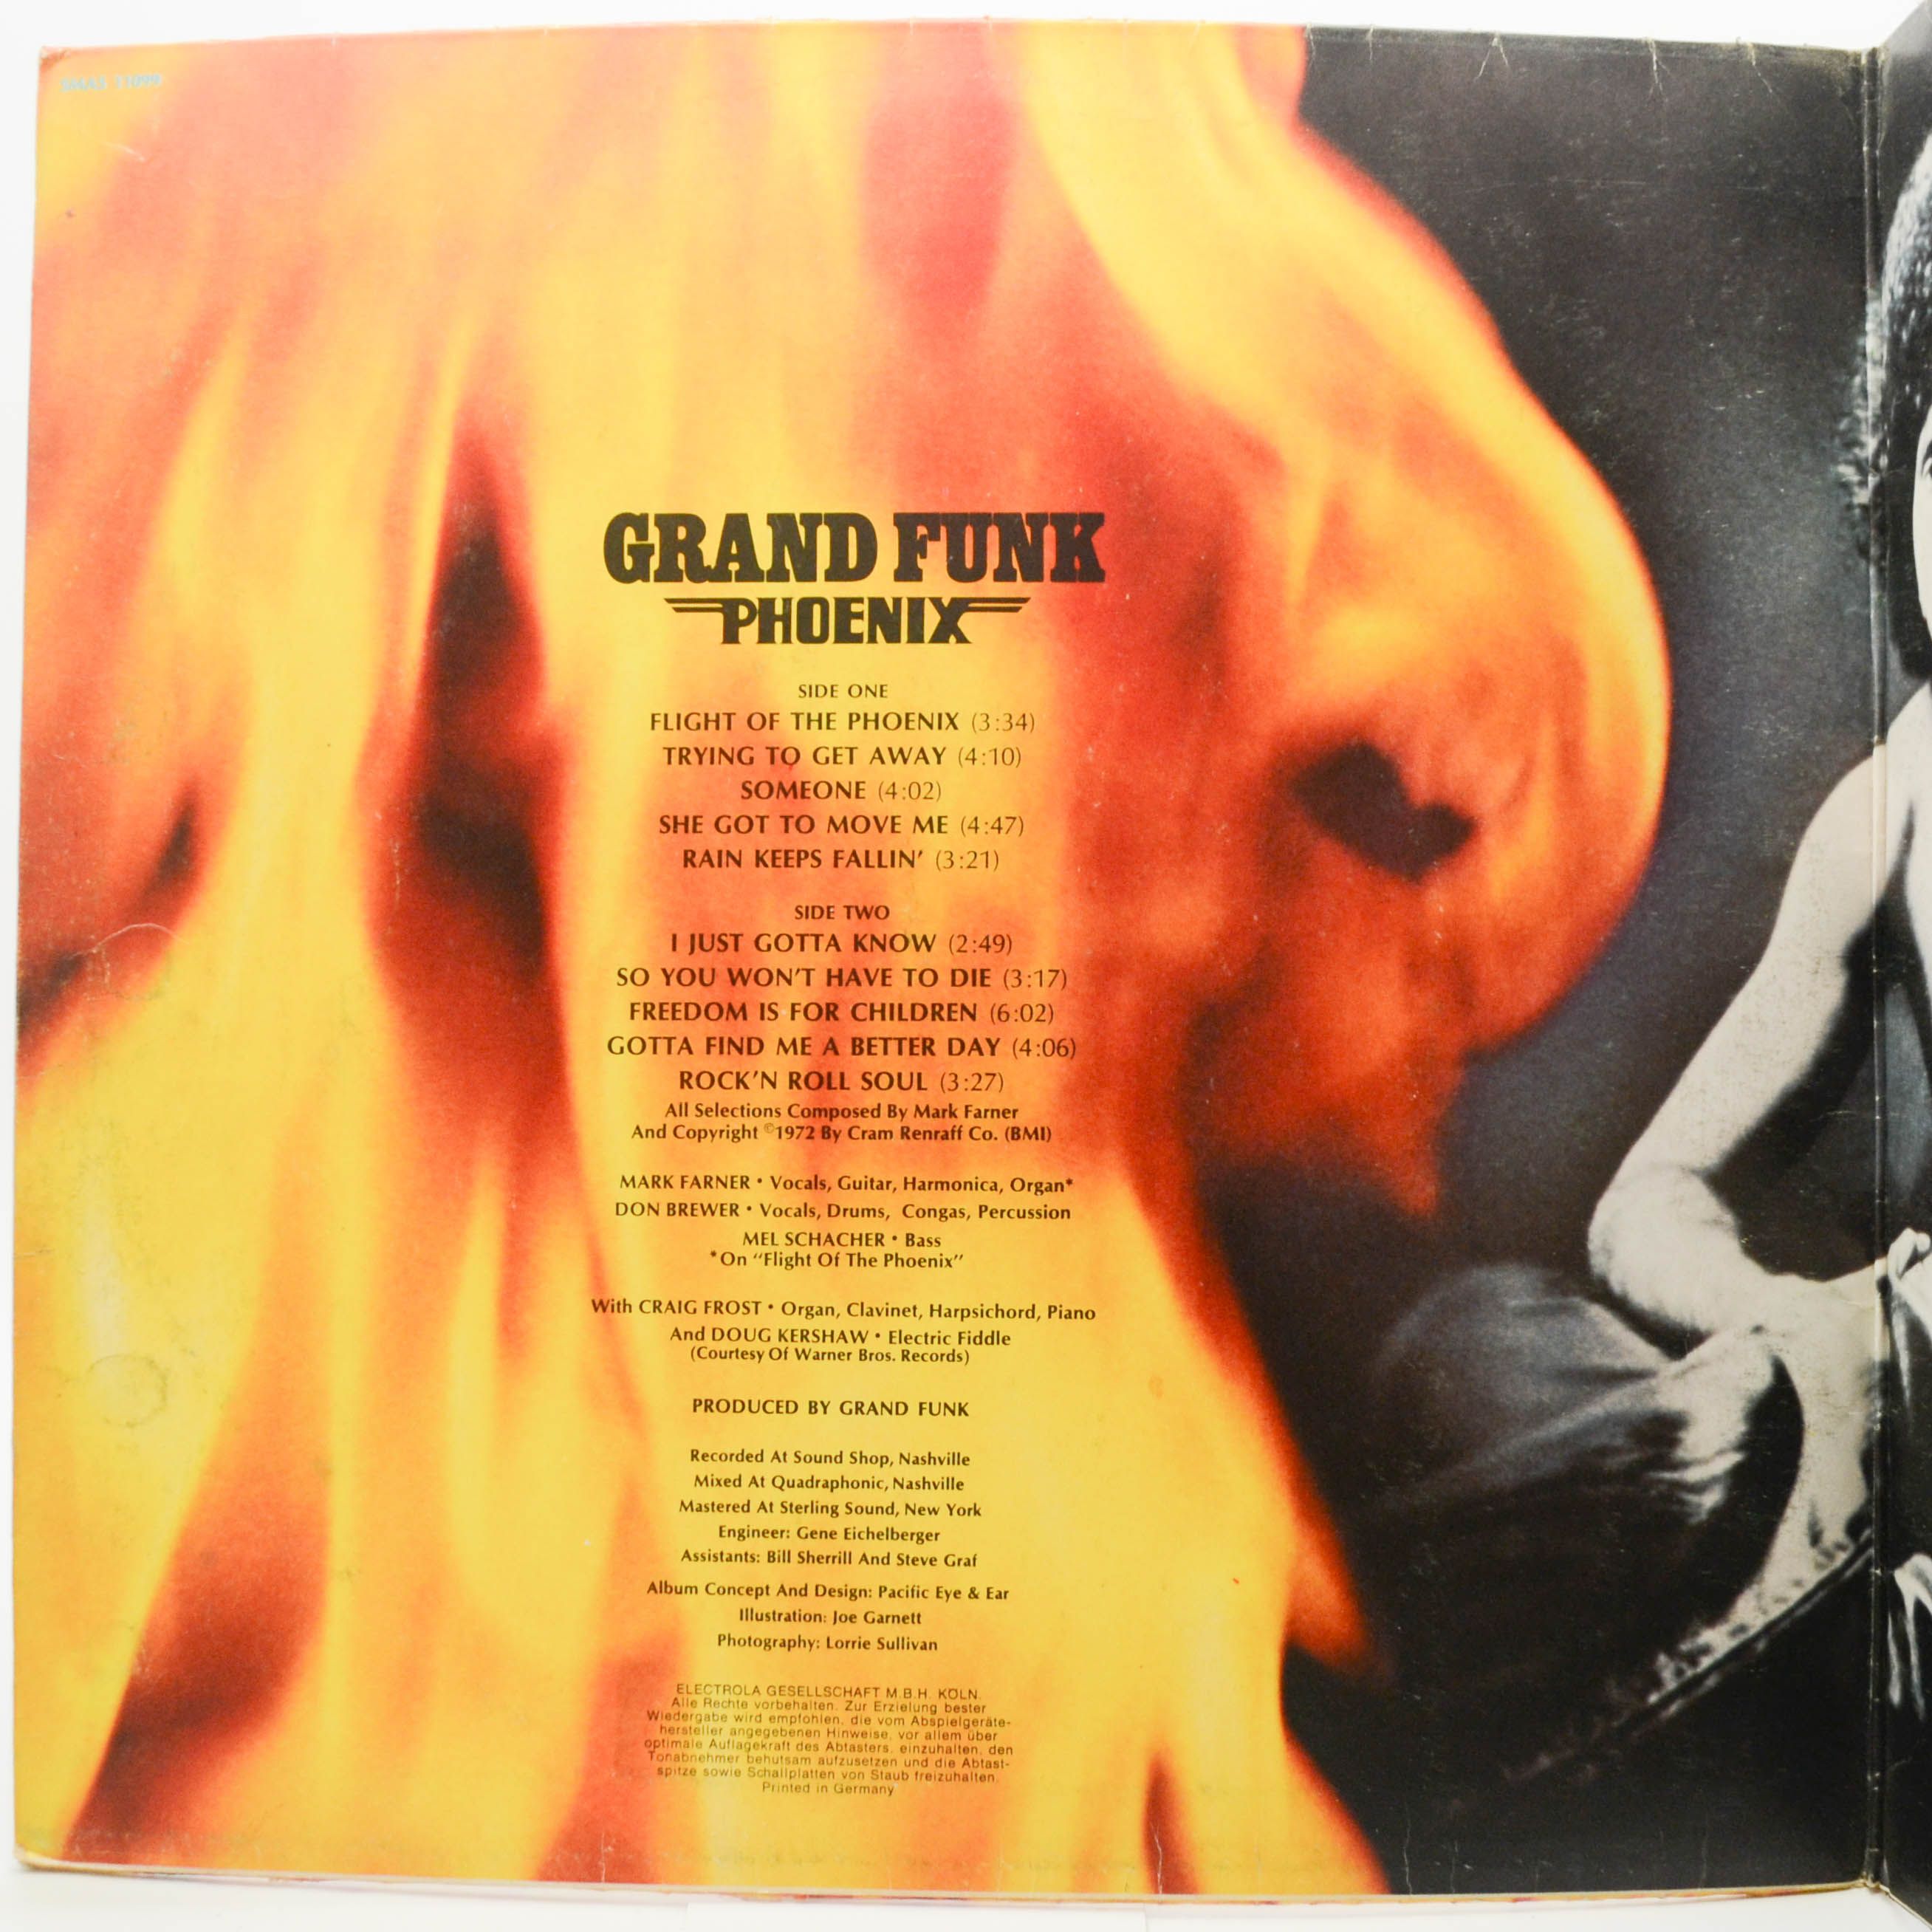 GRAND FUNK
PHOENIX
SIDE ONE
FLIGHT OF THE PHOENIX (3:34)
TRYING TO GET AWAY (4:10)
SOMEONE (4:02)
SHE GOT TO MOVE ME (4:47)
RAIN KEEPS FALLIN' (3:21)
SIDE TWO
I JUST GOTTA KNOW (2:49)
SO YOU WON'T HAVE TO DIE (3:17)
FREEDOM IS FOR CHILDREN (6:02)
GOTTA FIND ME A BETTER DAY (4:06)
ROCK'N ROLL SOUL (3:27)
All Selections Composed By Mark Farner
And Copyright ©1972 By Cram Renraff Co. (BMI)
MARK FARNER • Vocals, Guitar, Harmonica, Organ*
DON BREWER • Vocals, Drums, Congas, Percussion
MEL SCHACHER • Bass
*On "Flight Of The Phoenix"
With CRAIG FROST • Organ, Clavinet, Harpsichord, Piano
And DOUG KERSHAW • Electric Fiddle
(Courtesy Of Warner Bros. Records)
PRODUCED BY GRAND FUNK
Recorded At Sound Shop, Nashville
Mixed At Quadraphonic, Nashville
Mastered At Sterling Sound, New York
Engineer: Gene Eichelberger
Assistants: Bill Sherrill And Steve Graf
Album Concept And Design: Pacific Eye & Ear
Illustration: Joe Garnett
Photography: Lorrie Sullivan
ELECTROLA GESELLSCHAFT M.B.H. KÖLN.
Alle Rechte vorbehalten. Zur Erzielung bester
Wiedergabe wird empfohlen, die vom Abspielgeräte-
hersteller angegebenen Hinweise, vor allem über
optimale Auflagekraft des Abtasters, einzuhalten, den
Tonabnehmer behutsam aufzusetzen und die Abtast-
spitze sowie Schallplatten von Staub freizuhalten.
Printed in Germany